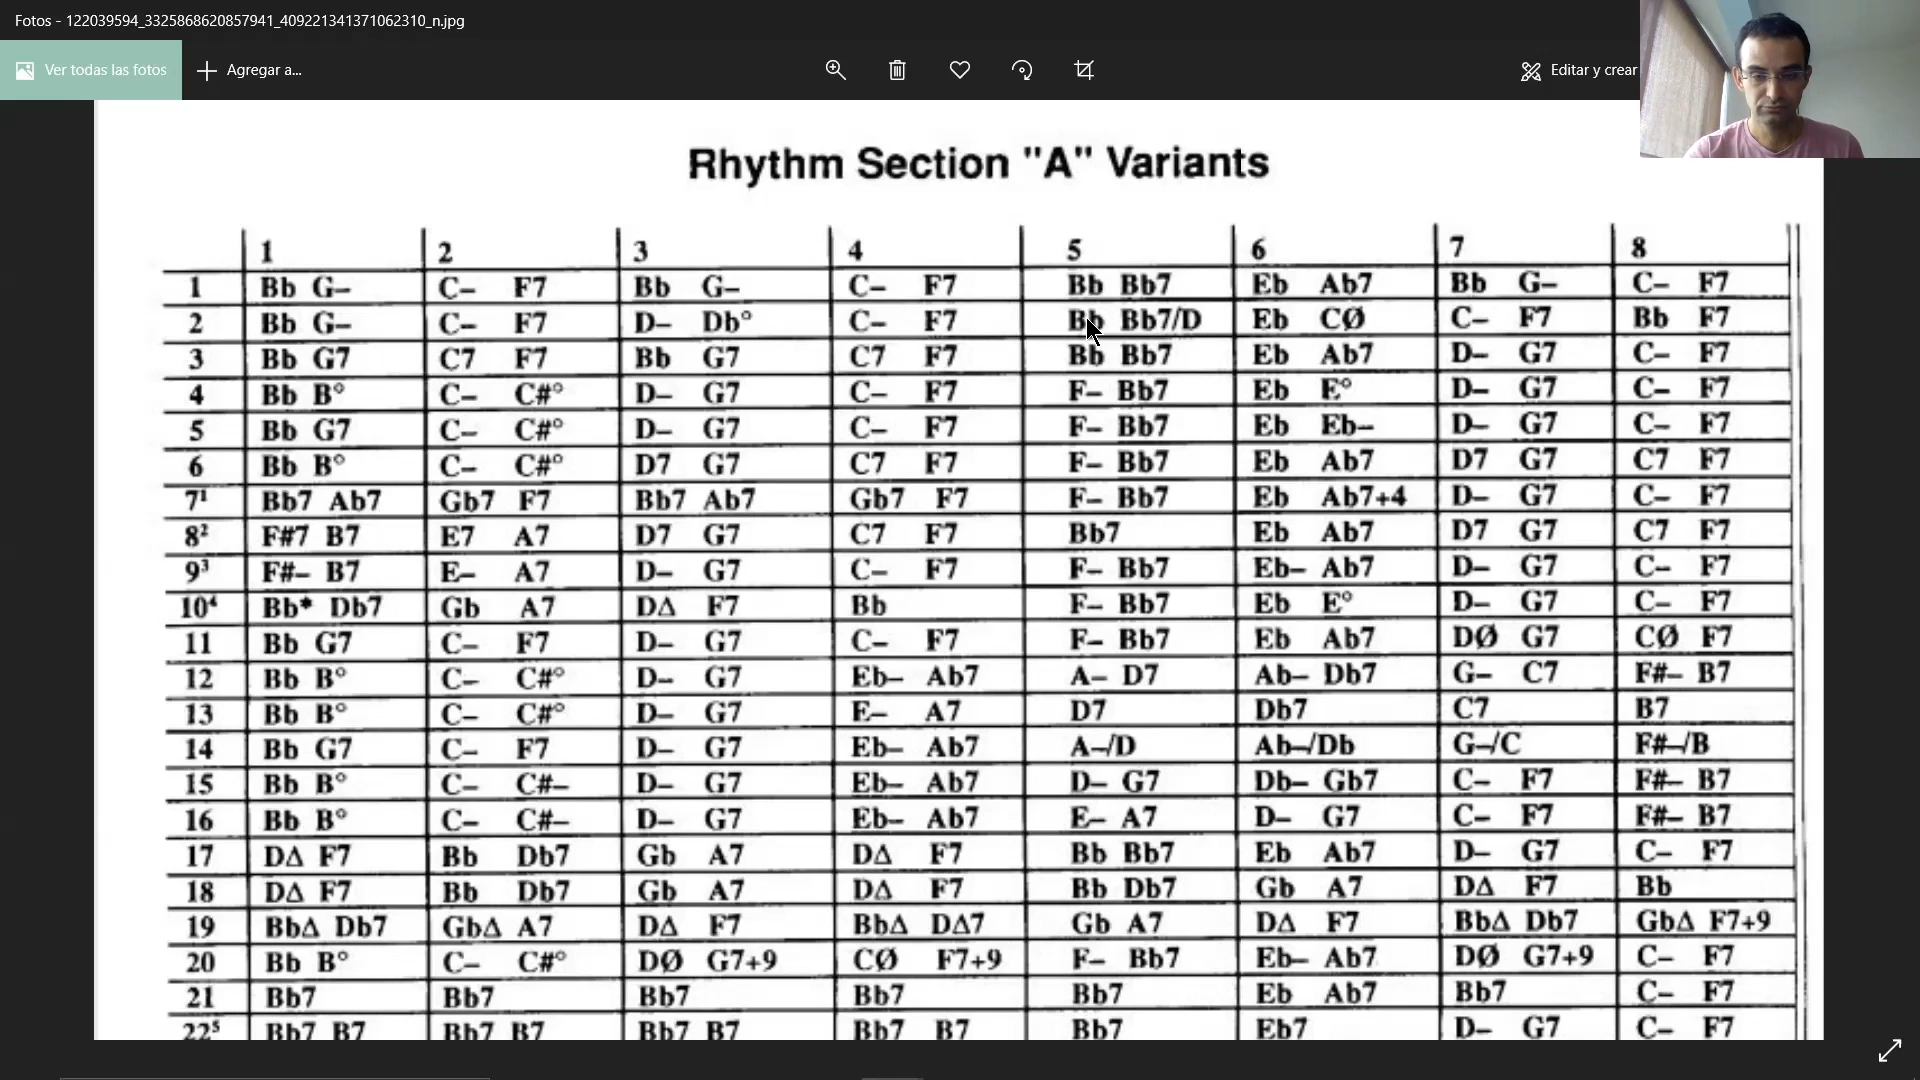 Fotos - 122039594_3325868620857941_409221341371062310_n.jpg
Ver todas las fotos Agregar a... Editar y crear
Rhythm Section "A" Variants
1 2 3 4 5 6 7 8
1 Bb G– C– F7 Bb G– C– F7 Bb Bb7 Eb Ab7 Bb G– C– F7
2 Bb G– C– F7 D– Db° C– F7 Bb Bb7/D Eb CØ C– F7 Bb F7
3 Bb G7 C7 F7 Bb G7 C7 F7 Bb Bb7 Eb Ab7 D– G7 C– F7
4 Bb B° C– C#° D– G7 C– F7 F– Bb7 Eb E° D– G7 C– F7
5 Bb G7 C– C#° D– G7 C– F7 F– Bb7 Eb Eb– D– G7 C– F7
6 Bb B° C– C#° D7 G7 C7 F7 F– Bb7 Eb Ab7 D7 G7 C7 F7
7¹ Bb7 Ab7 Gb7 F7 Bb7 Ab7 Gb7 F7 F– Bb7 Eb Ab7+4 D– G7 C– F7
8² F#7 B7 E7 A7 D7 G7 C7 F7 Bb7 Eb Ab7 D7 G7 C7 F7
9³ F#– B7 E– A7 D– G7 C– F7 F– Bb7 Eb– Ab7 D– G7 C– F7
10⁴ Bb* Db7 Gb A7 DΔ F7 Bb F– Bb7 Eb E° D– G7 C– F7
11 Bb G7 C– F7 D– G7 C– F7 F– Bb7 Eb Ab7 DØ G7 CØ F7
12 Bb B° C– C#° D– G7 Eb– Ab7 A– D7 Ab– Db7 G– C7 F#– B7
13 Bb B° C– C#° D– G7 E– A7 D7 Db7 C7 B7
14 Bb G7 C– F7 D– G7 Eb– Ab7 A–/D Ab–/Db G–/C F#–/B
15 Bb B° C– C#– D– G7 Eb– Ab7 D– G7 Db– Gb7 C– F7 F#– B7
16 Bb B° C– C#– D– G7 Eb– Ab7 E– A7 D– G7 C– F7 F#– B7
17 DΔ F7 Bb Db7 Gb A7 DΔ F7 Bb Bb7 Eb Ab7 D– G7 C– F7
18 DΔ F7 Bb Db7 Gb A7 DΔ F7 Bb Db7 Gb A7 DΔ F7 Bb
19 BbΔ Db7 GbΔ A7 DΔ F7 BbΔ DΔ7 Gb A7 DΔ F7 BbΔ Db7 GbΔ F7+9
20 Bb B° C– C#° DØ G7+9 CØ F7+9 F– Bb7 Eb– Ab7 DØ G7+9 C– F7
21 Bb7 Bb7 Bb7 Bb7 Bb7 Eb Ab7 Bb7 C– F7
22⁵ Bb7 B7 Bb7 B7 Bb7 B7 Bb7 B7 Bb7 Eb7 D– G7 C– F7